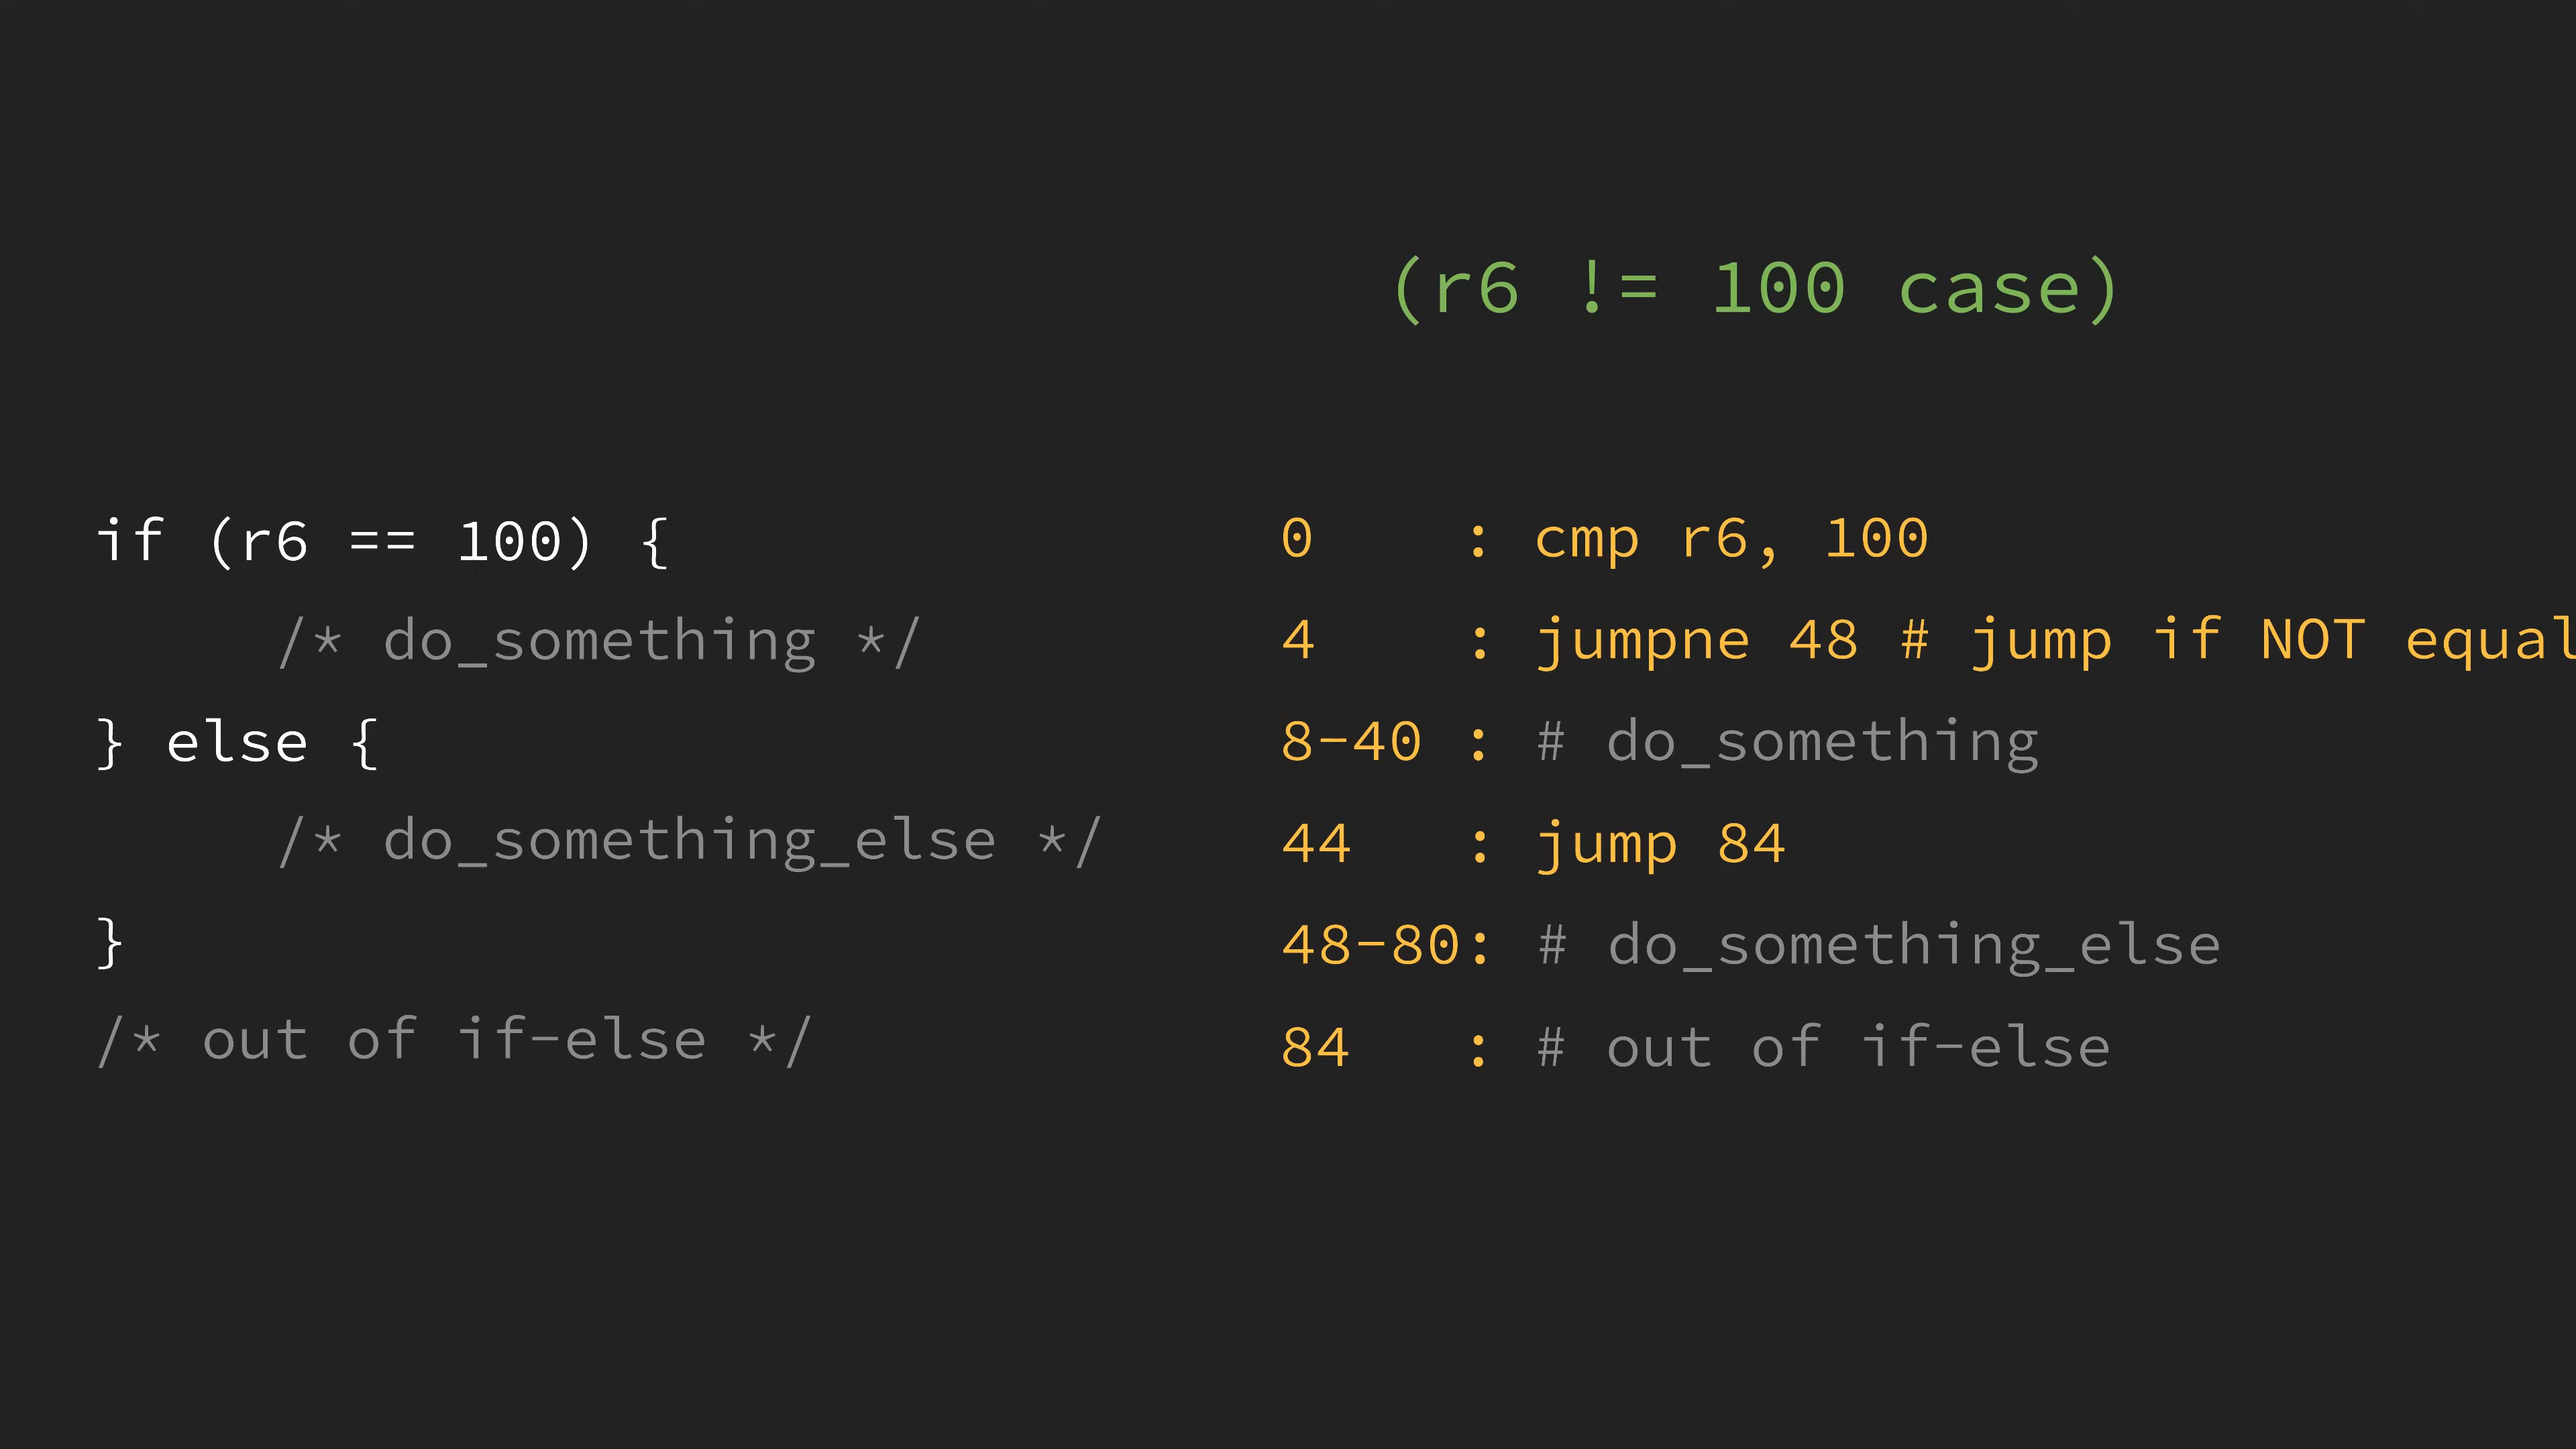 (r6 != 100 case)
if (r6 == 100) {
/* do_something */
} else {
/* do_something_else */
}
/* out of if-else */
0 : cmp r6, 100
4 : jumpne 48 # jump if NOT equal
8-40 : # do_something
44 : jump 84
48-80: # do_something_else
84 : # out of if-else